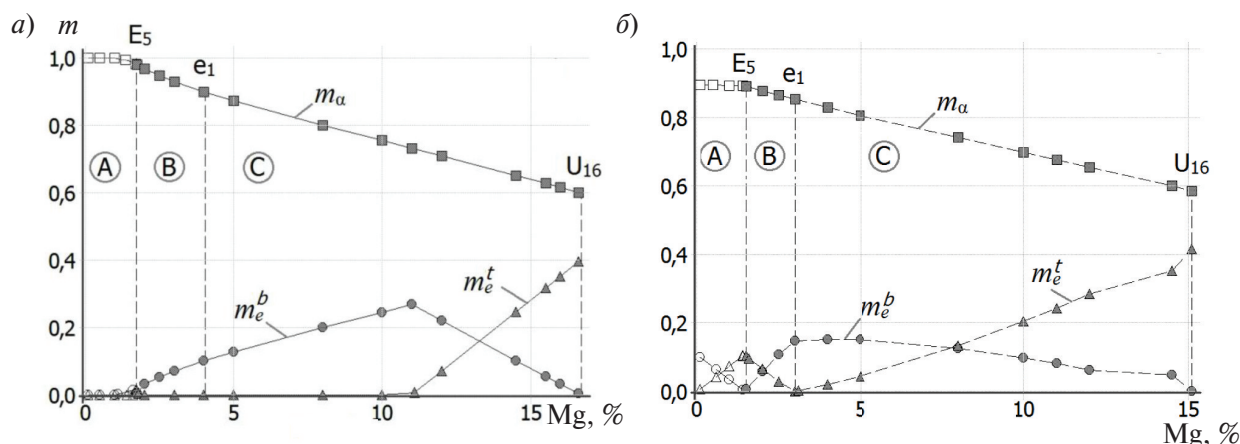 а) m
E5
1,0
e1
mα
0,8
A B C
U16
0,6
0,4
m_e^t
m_e^b
0,2
0,0
0 5 10 15 Mg, %
б)
1,0
E5 e1
mα
0,8
A B C
U16
0,6
0,4
m_e^t
m_e^b
0,2
0,0
0 5 10 15
Mg, %